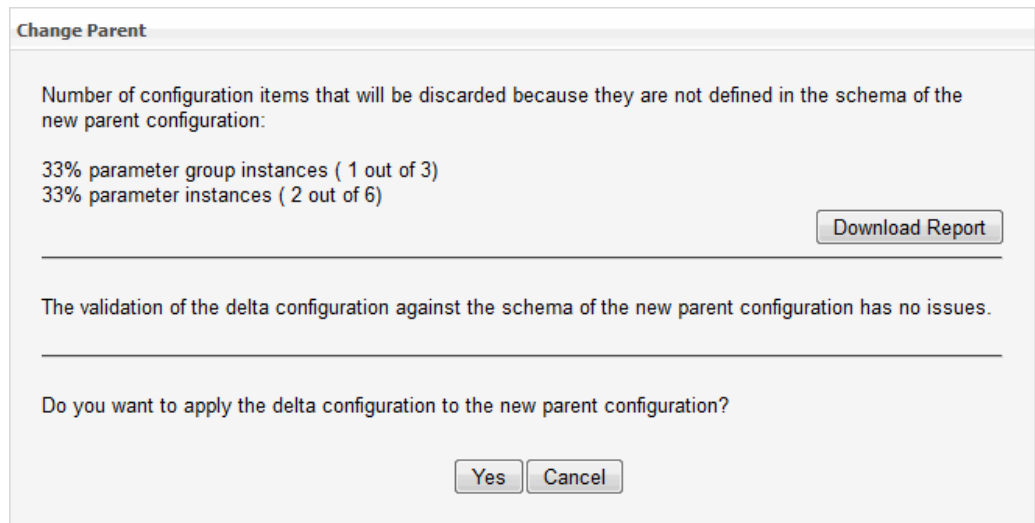 Change Parent
Number of configuration items that will be discarded because they are not defined in the schema of the
new parent configuration:
33% parameter group instances ( 1 out of 3)
33% parameter instances ( 2 out of 6)
Download Report
The validation of the delta configuration against the schema of the new parent configuration has no issues.
Do you want to apply the delta configuration to the new parent configuration?
Yes Cancel